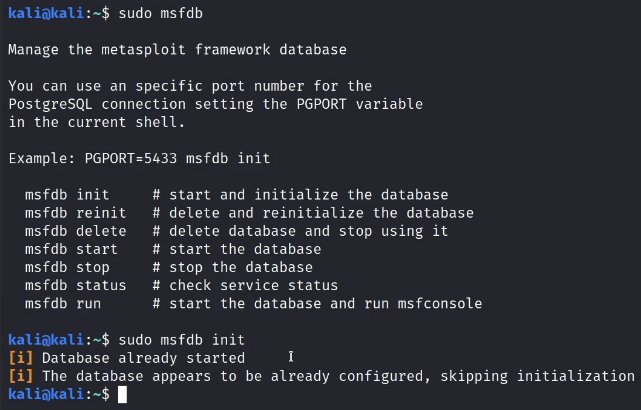 kali@kali:~$ sudo msfdb
Manage the metasploit framework database
You can use an specific port number for the
PostgreSQL connection setting the PGPORT variable
in the current shell.
Example: PGPORT=5433 msfdb init
msfdb init     # start and initialize the database
msfdb reinit   # delete and reinitialize the database
msfdb delete   # delete database and stop using it
msfdb start    # start the database
msfdb stop     # stop the database
msfdb status   # check service status
msfdb run      # start the database and run msfconsole
kali@kali:~$ sudo msfdb init
[i] Database already started
[i] The database appears to be already configured, skipping initialization
kali@kali:~$